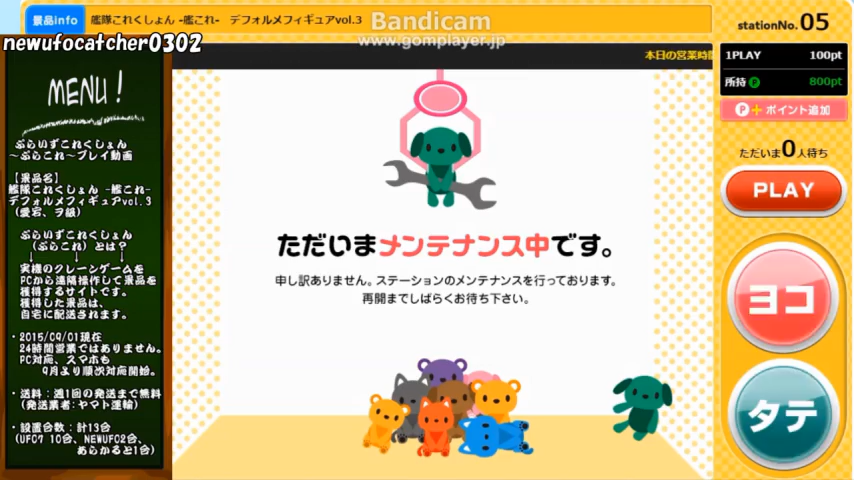 景品info
艦隊これくしょん -艦これ- デフォルメフィギュアvol.3
Bandicam
www.gomplayer.jp
newufocatcher0302
MENU!
ぷらいずこれくしょん
~ぷらこれ~プレイ動画
【景品名】
艦隊これくしょん -艦これ-
デフォルメフィギュアvol.3
(愛宕、ヲ級)
ぷらいずこれくしょん
(ぷらこれ)とは?
↓ ↓ ↓
実機のクレーンゲームを
PCから遠隔操作して景品を
獲得するサイトです。
獲得した景品は、
自宅に配送されます。
・2015/09/01現在
24時間営業ではありません。
PC対応、スマホも
9月より順次対応開始。
・送料:週1回の発送まで無料
(発送業者:ヤマト運輸)
・設置台数:計13台
(UFO7 10台、NEWUFO2台、
あらかると1台)
本日の営業時間
ただいまメンテナンス中です。
申し訳ありません。ステーションのメンテナンスを行っております。
再開までしばらくお待ち下さい。
stationNo.05
1PLAY 100pt
所持 P 800pt
P+ポイント追加
ただいま0人待ち
PLAY
ヨコ
タテ